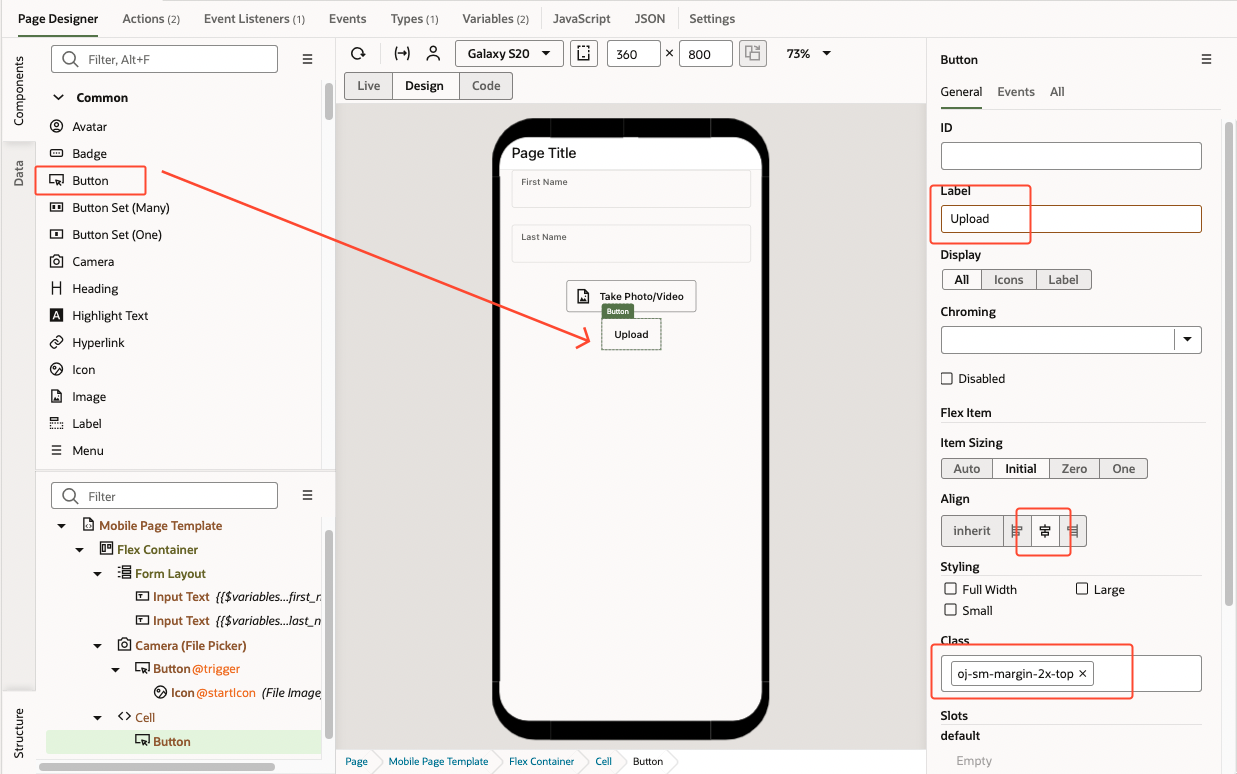 Page Designer Actions (2) Event Listeners (1) Events Types (1) Variables (2) JavaScript JSON Settings
Components
Data
Filter, Alt+F
Common
Avatar
Badge
Button
Button Set (Many)
Button Set (One)
Camera
Heading
Highlight Text
Hyperlink
Icon
Image
Label
Menu
Structure
Filter
Mobile Page Template
Flex Container
Form Layout
Input Text {{$variables...first_n
Input Text {{$variables...last_n
Camera (File Picker)
Button @trigger
Icon @startIcon (File Image,
Cell
Button
Galaxy S20 360 × 800 73%
Live Design Code
Page Title
First Name
Last Name
Take Photo/Video
Button
Upload
Page Mobile Page Template Flex Container Cell Button
Button
General Events All
ID
Label
Upload
Display
All Icons Label
Chroming
Disabled
Flex Item
Item Sizing
Auto Initial Zero One
Align
inherit
Styling
Full Width Large
Small
Class
oj-sm-margin-2x-top ×
Slots
default
Empty